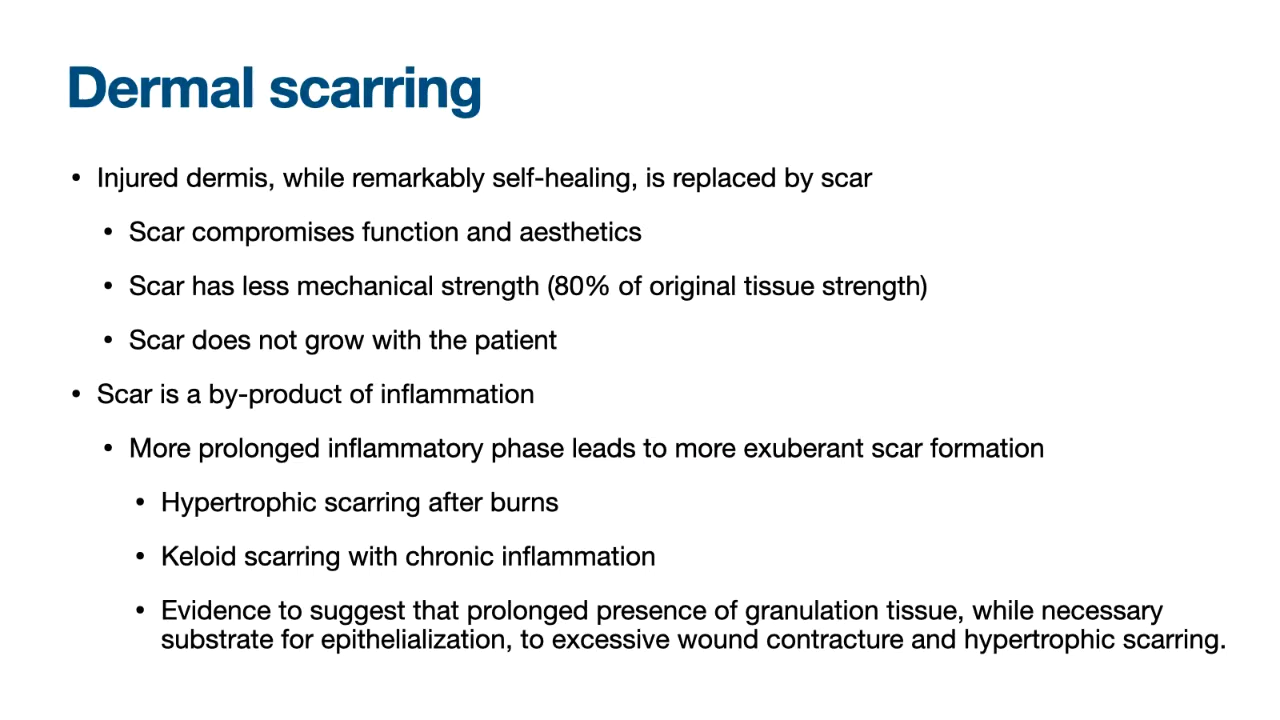 Dermal scarring
• Injured dermis, while remarkably self-healing, is replaced by scar
• Scar compromises function and aesthetics
• Scar has less mechanical strength (80% of original tissue strength)
• Scar does not grow with the patient
• Scar is a by-product of inflammation
• More prolonged inflammatory phase leads to more exuberant scar formation
• Hypertrophic scarring after burns
• Keloid scarring with chronic inflammation
• Evidence to suggest that prolonged presence of granulation tissue, while necessary
substrate for epithelialization, to excessive wound contracture and hypertrophic scarring.